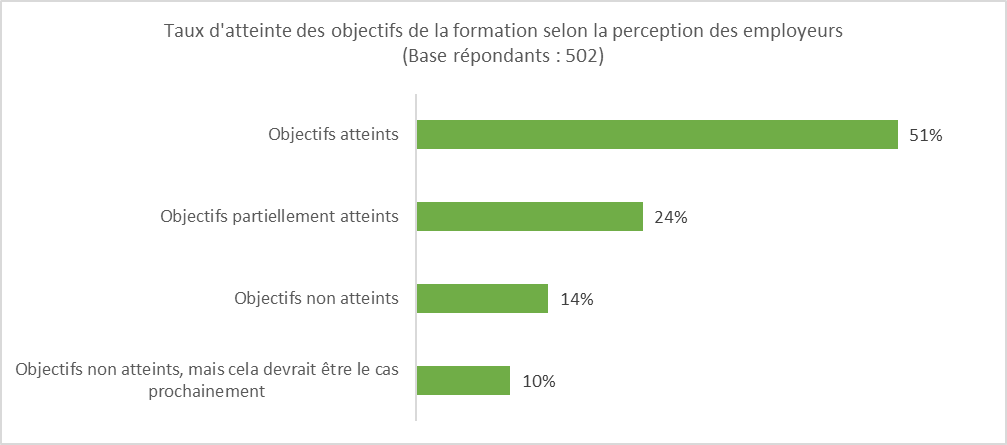 Taux d'atteinte des objectifs de la formation selon la perception des employeurs
(Base répondants : 502)
Objectifs atteints
51%
Objectifs partiellement atteints
24%
Objectifs non atteints
14%
Objectifs non atteints, mais cela devrait être le cas
prochainement
10%